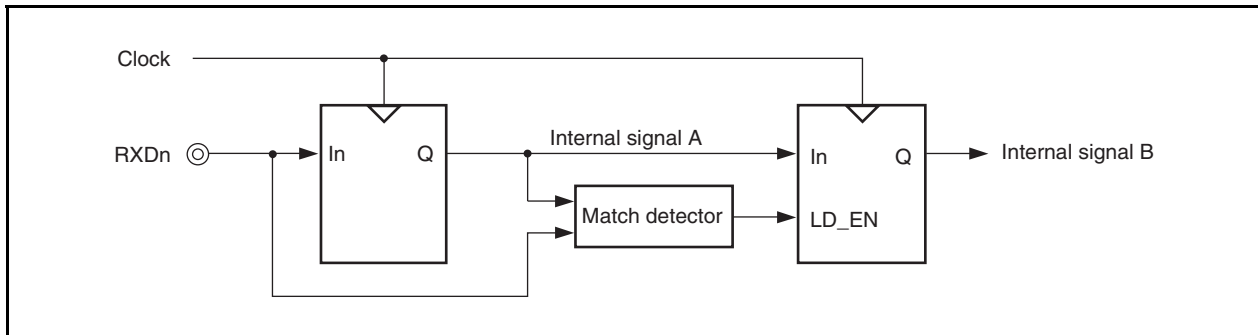 Clock
RXDn
In
Q
Internal signal A
Match detector
In
Q
LD_EN
Internal signal B